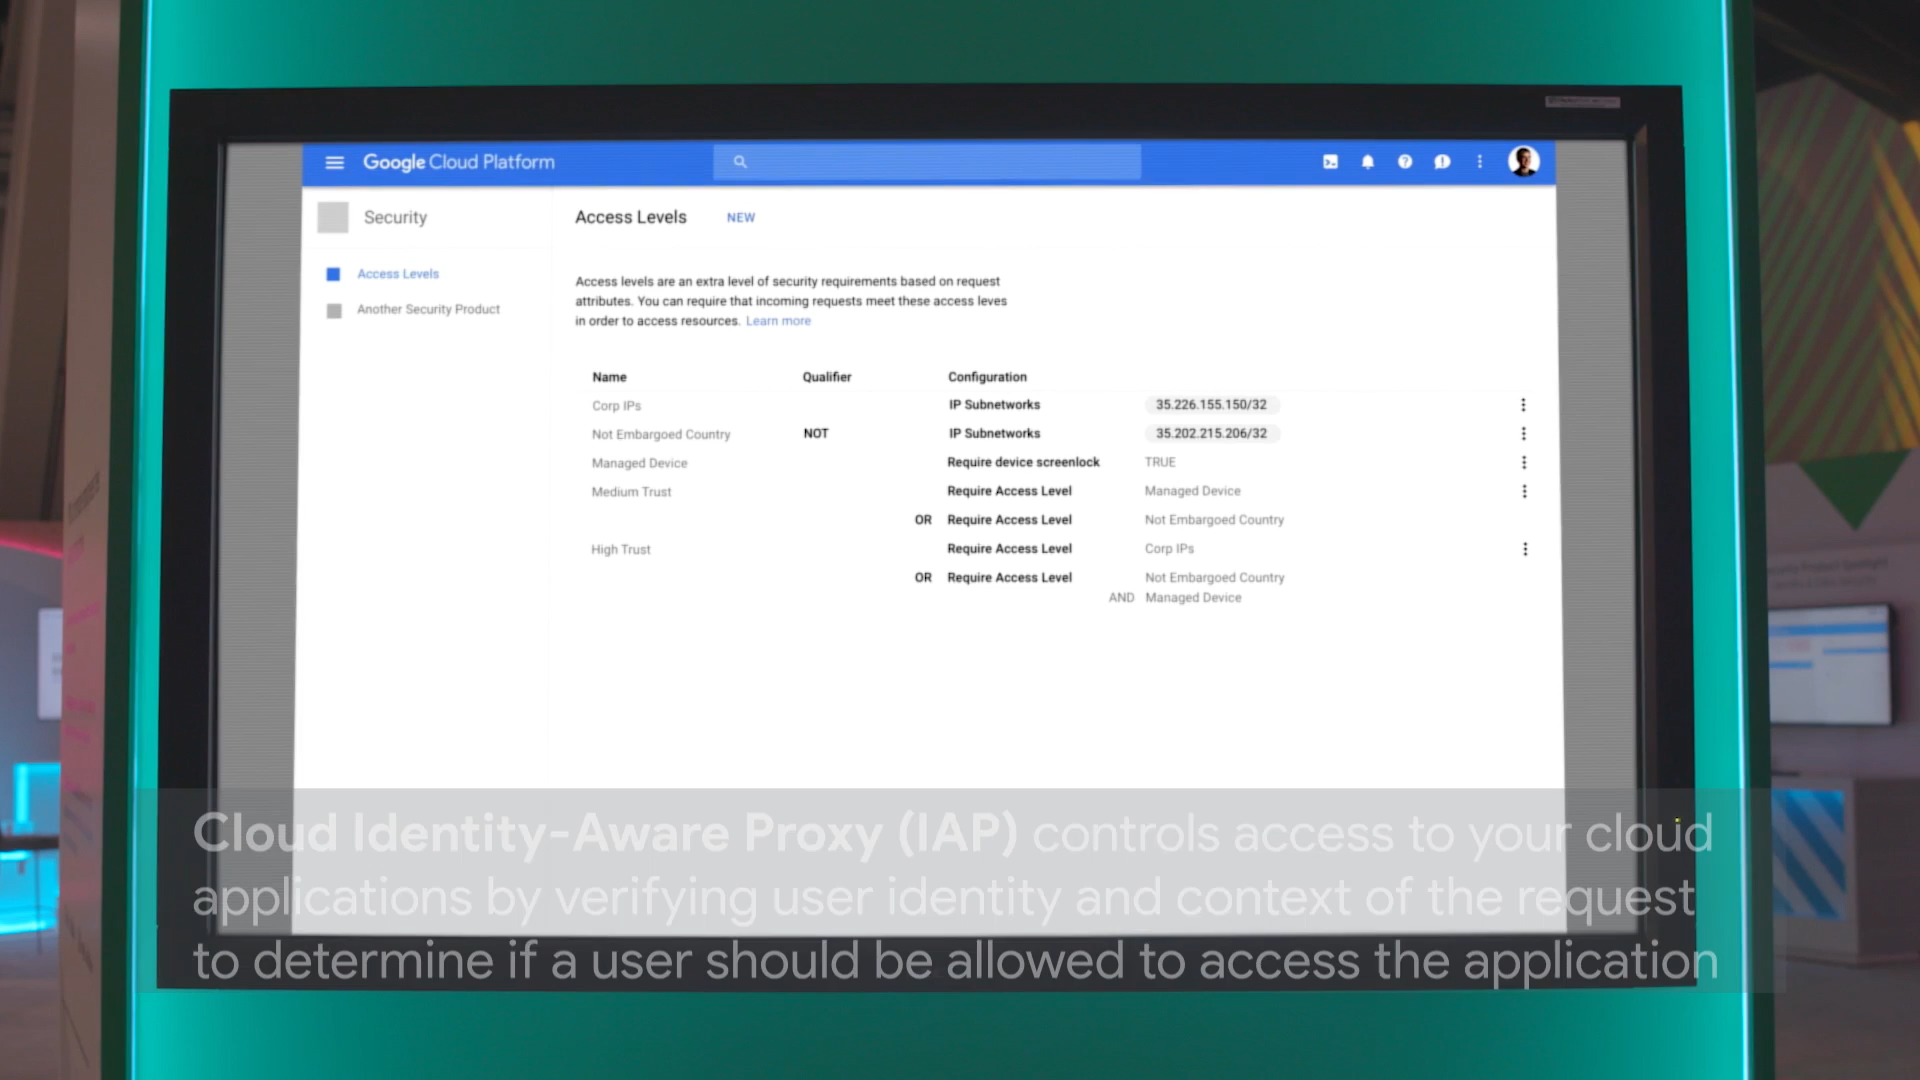 Google Cloud Platform
Security
Access Levels NEW
Access Levels
Another Security Product
Access levels are an extra level of security requirements based on request
attributes. You can require that incoming requests meet these access leves
in order to access resources. Learn more
Name Qualifier Configuration
Corp IPs IP Subnetworks 35.226.155.150/32
Not Embargoed Country NOT IP Subnetworks 35.202.215.206/32
Managed Device Require device screenlock TRUE
Medium Trust Require Access Level Managed Device
OR Require Access Level Not Embargoed Country
High Trust Require Access Level Corp IPs
OR Require Access Level Not Embargoed Country
AND Managed Device
Cloud Identity-Aware Proxy (IAP) controls access to your cloud
applications by verifying user identity and context of the request
to determine if a user should be allowed to access the application